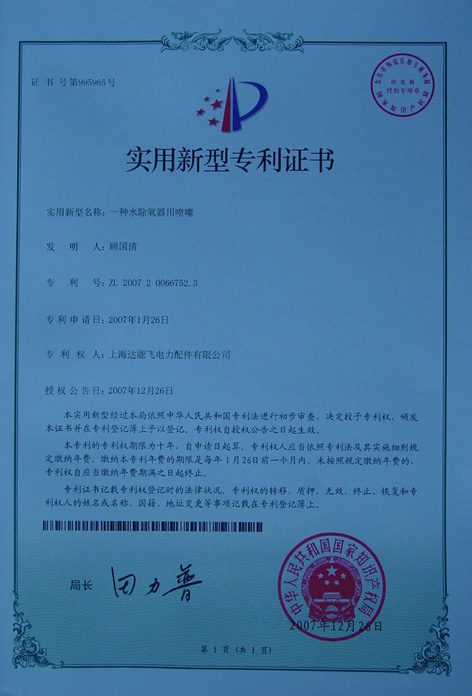 证 书 号第995965号
印 花 税
代扣专用章
国家知识产权局
实用新型专利证书
实用新型名称：一种水除氧器用喷嘴
发 明 人：顾国清
专 利 号：ZL 2007 2 0066752.3
专利申请日：2007年1月26日
专 利 权 人：上海达能飞电力配件有限公司
授权公告日：2007年12月26日
本实用新型经过本局依照中华人民共和国专利法进行初步审查，决定授予专利权，颁发
本证书并在专利登记簿上予以登记。专利权自授权公告之日起生效。
本专利的专利权期限为十年，自申请日起算。专利权人应当依照专利法及其实施细则规
定缴纳年费。缴纳本专利年费的期限是每年1月26日前一个月内。未按照规定缴纳年费的，
专利权自应当缴纳年费期满之日起终止。
专利证书记载专利权登记时的法律状况。专利权的转移、质押、无效、终止、恢复和专
利权人的姓名或名称、国籍、地址变更等事项记载在专利登记簿上。
局长
田力普
中华人民共和国国家知识产权局
2007年12月26日
第 1 页 (共 1 页)